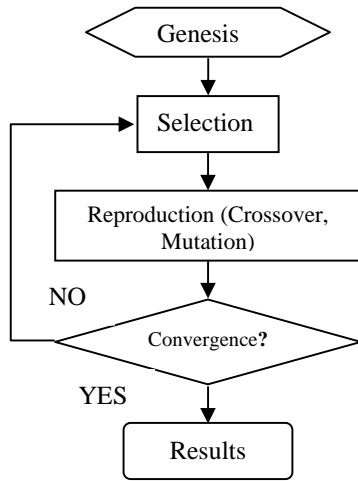 Genesis
Selection
Reproduction (Crossover,
Mutation)
NO
Convergence?
YES
Results